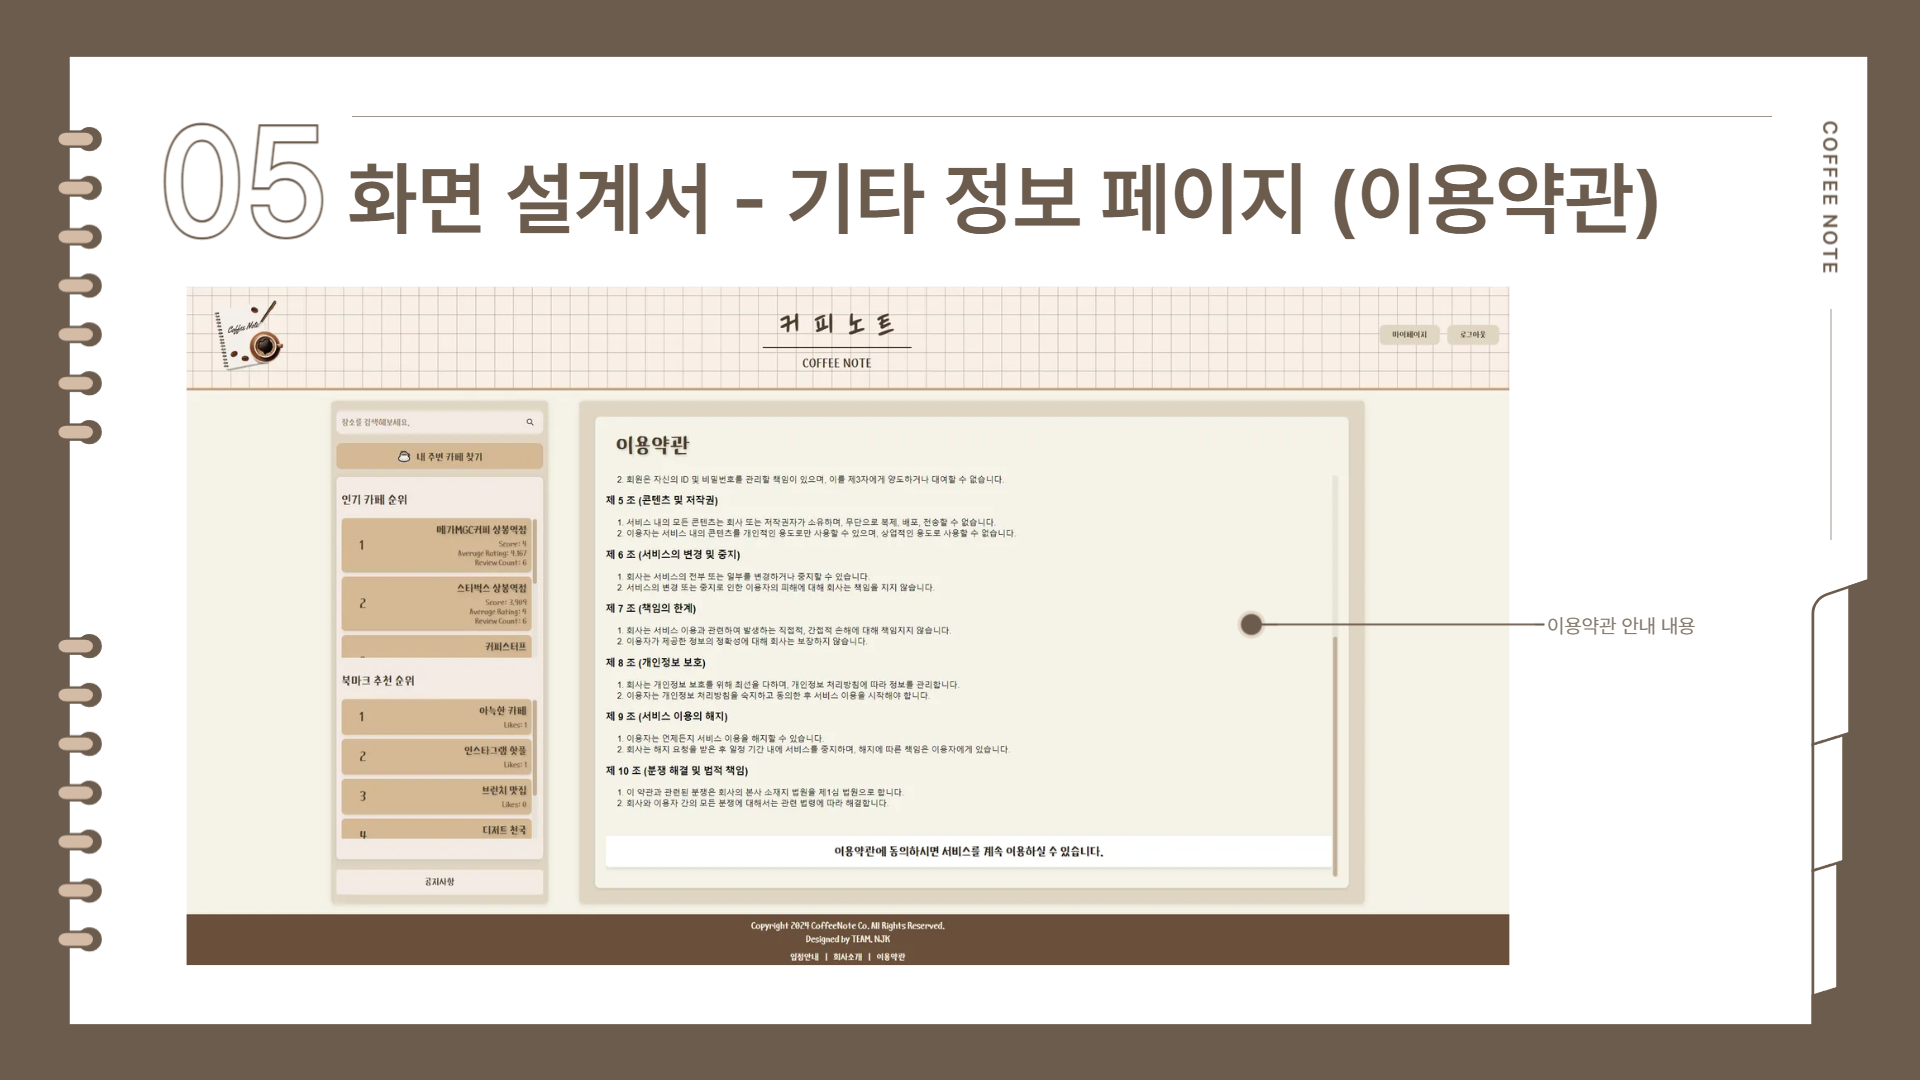 05 화면 설계서 - 기타 정보 페이지 (이용약관)
COFFEE NOTE
Coffee Note
커피노트
COFFEE NOTE
마이페이지
로그아웃
장소를 검색해보세요.
내 주변 카페 찾기
인기 카페 순위
1
메가MGC커피 상봉역점
Score: 4
Average Rating: 4.167
Review Count: 6
2
스타벅스 상봉역점
Score: 3.909
Average Rating: 4
Review Count: 6
커피스터프
북마크 추천 순위
1
아늑한 카페
Likes: 1
2
인스타그램 핫플
Likes: 1
3
브런치 맛집
Likes: 0
4
디저트 천국
공지사항
이용약관
2. 회원은 자신의 ID 및 비밀번호를 관리할 책임이 있으며, 이를 제3자에게 양도하거나 대여할 수 없습니다.
제 5 조 (콘텐츠 및 저작권)
1. 서비스 내의 모든 콘텐츠는 회사 또는 저작권자가 소유하며, 무단으로 복제, 배포, 전송할 수 없습니다.
2. 이용자는 서비스 내의 콘텐츠를 개인적인 용도로만 사용할 수 있으며, 상업적인 용도로 사용할 수 없습니다.
제 6 조 (서비스의 변경 및 중지)
1. 회사는 서비스의 전부 또는 일부를 변경하거나 중지할 수 있습니다.
2. 서비스의 변경 또는 중지로 인한 이용자의 피해에 대해 회사는 책임을 지지 않습니다.
제 7 조 (책임의 한계)
1. 회사는 서비스 이용과 관련하여 발생하는 직접적, 간접적 손해에 대해 책임지지 않습니다.
2. 이용자가 제공한 정보의 정확성에 대해 회사는 보장하지 않습니다.
제 8 조 (개인정보 보호)
1. 회사는 개인정보 보호를 위해 최선을 다하며, 개인정보 처리방침에 따라 정보를 관리합니다.
2. 이용자는 개인정보 처리방침을 숙지하고 동의한 후 서비스 이용을 시작해야 합니다.
제 9 조 (서비스 이용의 해지)
1. 이용자는 언제든지 서비스 이용을 해지할 수 있습니다.
2. 회사는 해지 요청을 받은 후 일정 기간 내에 서비스를 중지하며, 해지에 따른 책임은 이용자에게 있습니다.
제 10 조 (분쟁 해결 및 법적 책임)
1. 이 약관과 관련된 분쟁은 회사의 본사 소재지 법원을 제1심 법원으로 합니다.
2. 회사와 이용자 간의 모든 분쟁에 대해서는 관련 법령에 따라 해결합니다.
이용약관에 동의하시면 서비스를 계속 이용하실 수 있습니다.
이용약관 안내 내용
Copyright 2024 CoffeeNote Co. All Rights Reserved.
Designed by TEAM. NJK
입점안내 | 회사소개 | 이용약관